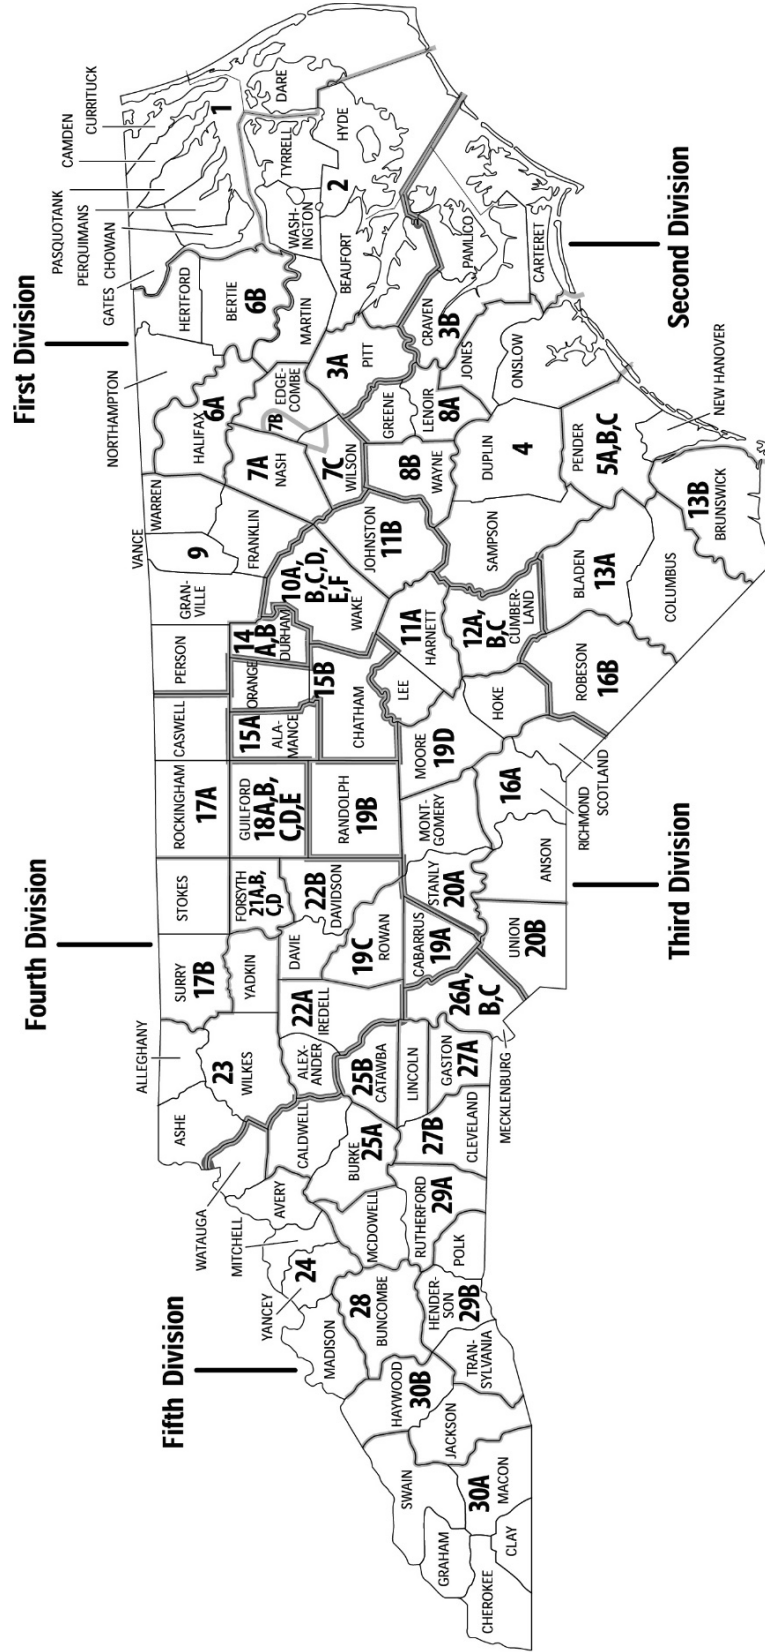 First Division
Second Division
Third Division
Fourth Division
Fifth Division
CURRITUCK
CAMDEN
PASQUOTANK
PERQUIMANS
CHOWAN
GATES
1
DARE
TYRRELL
HYDE
2
WASH-
INGTON
BEAUFORT
MARTIN
HERTFORD
BERTIE
6B
NORTHAMPTON
HALIFAX
6A
EDGE-
COMBE
7B
3A
PITT
CRAVEN
3B
PAMLICO
CARTERET
JONES
ONSLOW
GREENE
LENOIR
8A
7A
NASH
7C
WILSON
8B
WAYNE
DUPLIN
4
PENDER
5A,B,C
NEW HANOVER
13B
BRUNSWICK
WARREN
VANCE
9
FRANKLIN
GRAN-
VILLE
10A,
B,C,D,
E,F
WAKE
JOHNSTON
11B
SAMPSON
BLADEN
13A
COLUMBUS
11A
HARNETT
12A,
B,C
CUMBER-
LAND
PERSON
14
A,B
DURHAM
ORANGE
15B
CHATHAM
LEE
HOKE
ROBESON
16B
CASWELL
15A
ALA-
MANCE
MOORE
19D
16A
SCOTLAND
RICHMOND
ROCKINGHAM
17A
GUILFORD
18A,B,
C,D,E
RANDOLPH
19B
MONT-
GOMERY
ANSON
STOKES
FORSYTH
21A,B,
C,D
22B
DAVIDSON
STANLY
20A
UNION
20B
SURRY
17B
YADKIN
DAVIE
19C
ROWAN
CABARRUS
19A
26A,
B,C
MECKLENBURG
ALLEGHANY
23
WILKES
22A
IREDELL
ALEX-
ANDER
25B
CATAWBA
LINCOLN
GASTON
27A
ASHE
WATAUGA
CALDWELL
BURKE
25A
27B
CLEVELAND
AVERY
MITCHELL
MCDOWELL
RUTHERFORD
29A
POLK
YANCEY
24
MADISON
28
BUNCOMBE
HENDER-
SON
29B
TRAN-
SYLVANIA
HAYWOOD
30B
JACKSON
SWAIN
30A
MACON
GRAHAM
CHEROKEE
CLAY